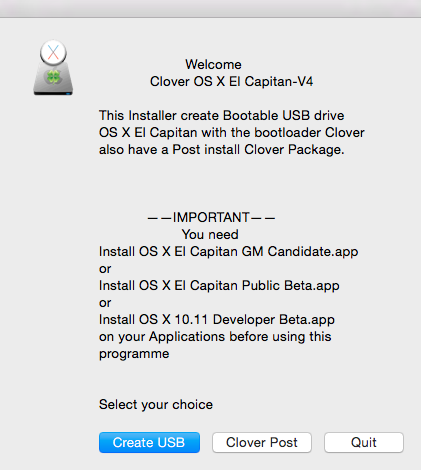 Welcome
Clover OS X El Capitan-V4
This Installer create Bootable USB drive
OS X El Capitan with the bootloader Clover
also have a Post install Clover Package.
——IMPORTANT——
You need
Install OS X El Capitan GM Candidate.app
or
Install OS X El Capitan Public Beta.app
or
Install OS X 10.11 Developer Beta.app
on your Applications before using this
programme
Select your choice
Create USB Clover Post Quit